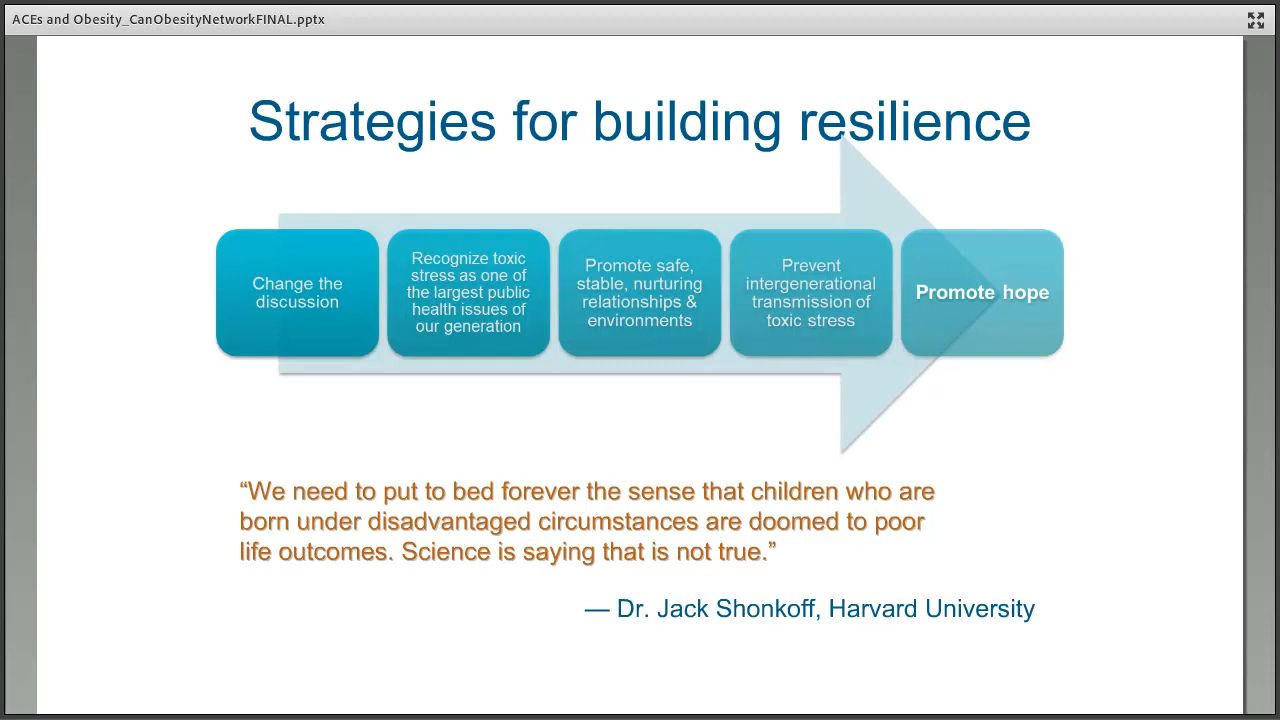 ACEs and Obesity_CanObesityNetworkFINAL.pptx
Strategies for building resilience
Change the
discussion
Recognize toxic
stress as one of
the largest public
health issues of
our generation
Promote safe,
stable, nurturing
relationships &
environments
Prevent
intergenerational
transmission of
toxic stress
Promote hope
“We need to put to bed forever the sense that children who are
born under disadvantaged circumstances are doomed to poor
life outcomes. Science is saying that is not true.”
— Dr. Jack Shonkoff, Harvard University